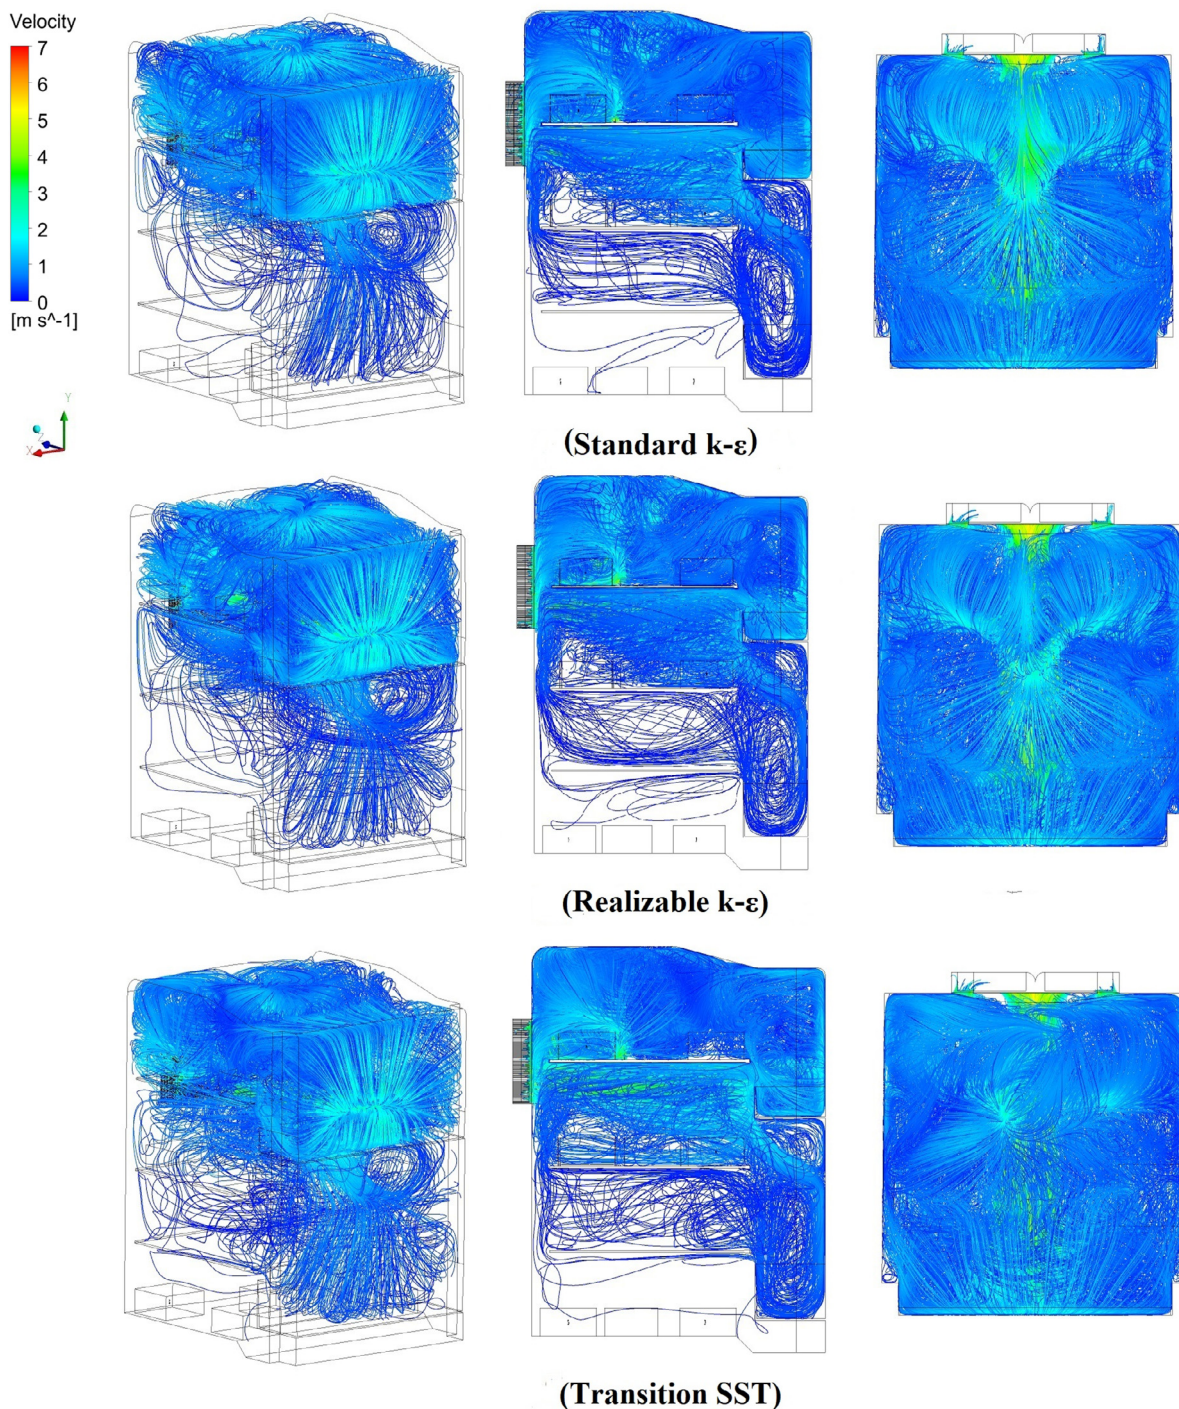 Velocity
7
6
5
4
3
2
1
0
[m s^-1]
Y
Z
X
(Standard k-ε)
(Realizable k-ε)
(Transition SST)